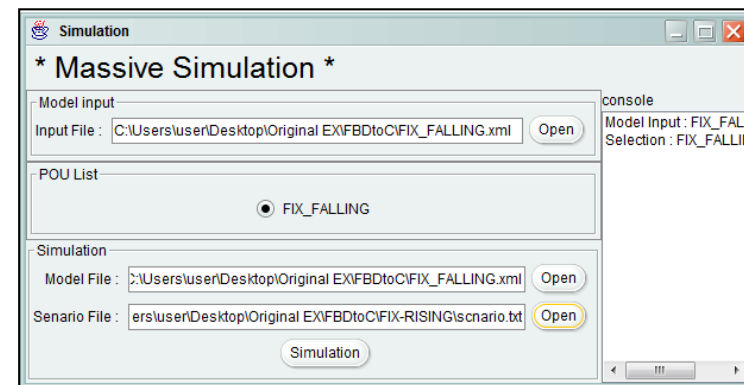 Simulation
* Massive Simulation *
Model input
Input File : C:\Users\user\Desktop\Original EX\FBDtoC\FIX_FALLING.xml Open
POU List
FIX_FALLING
Simulation
Model File : :\Users\user\Desktop\Original EX\FBDtoC\FIX_FALLING.xml Open
Senario File : ers\user\Desktop\Original EX\FBDtoC\FIX-RISING\scnario.txt Open
Simulation
console
Model Input : FIX_FAL
Selection : FIX_FALLI